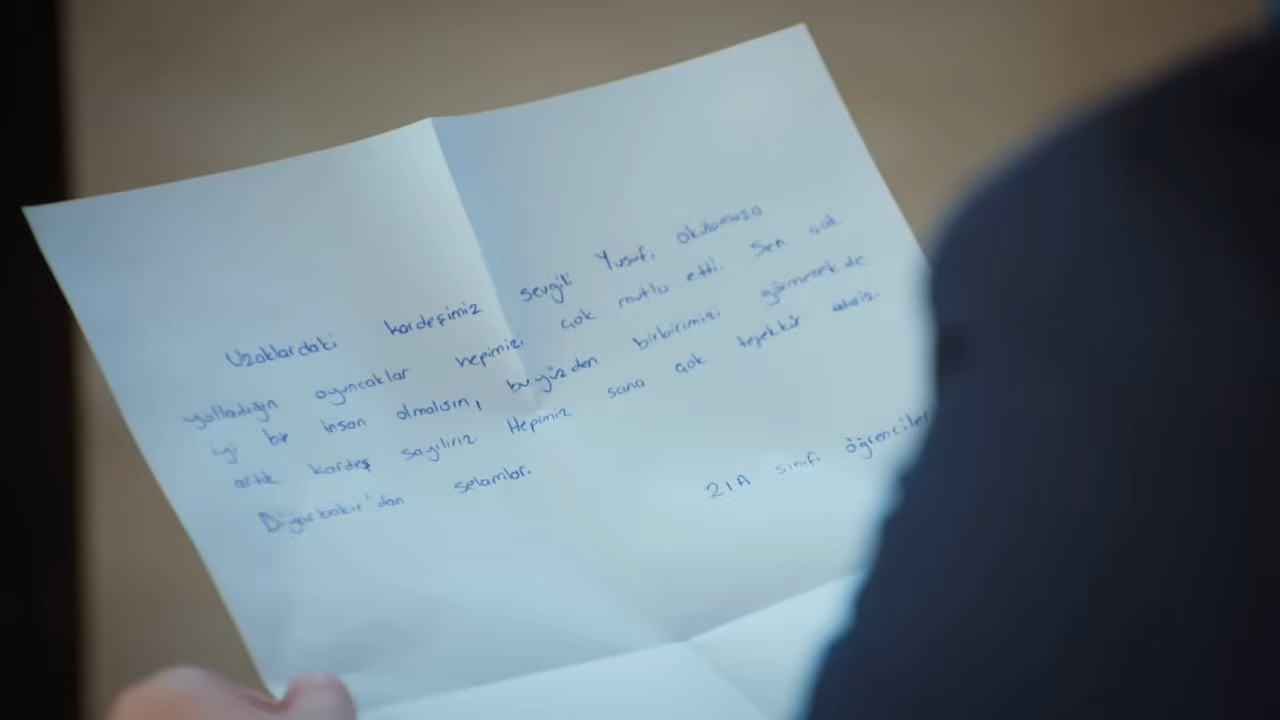 Uzaklardaki kardeşimiz sevgili Yusuf, okulumuza
yolladığın oyuncaklar hepimizi çok mutlu etti. Sen çok
iyi bir insan olmalısın, bu yüzden birbirimizi görmesek de
artık kardeş sayılırız. Hepimiz sana çok teşekkür ederiz.
Diyarbakır'dan selamlar.
2/A sınıfı öğrenciler